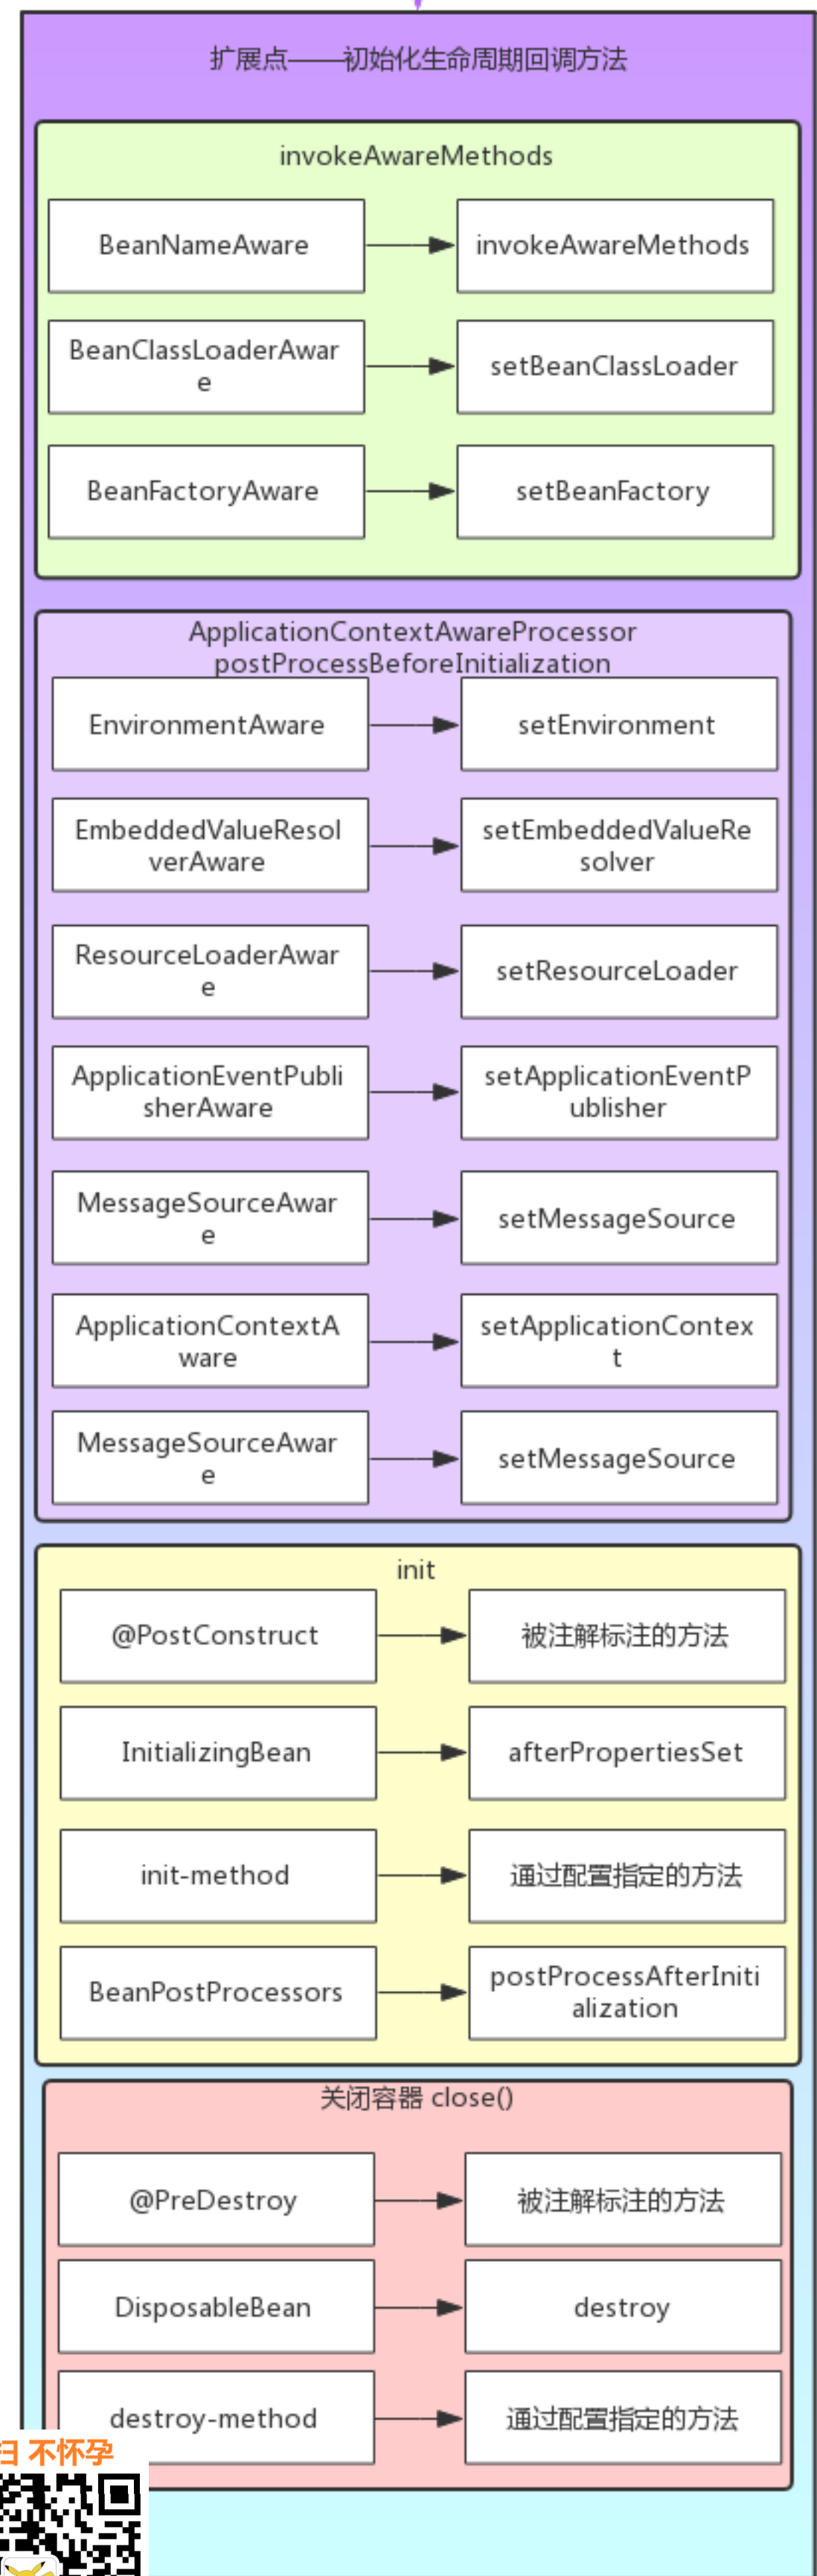 扩展点——初始化生命周期回调方法
invokeAwareMethods
BeanNameAware
invokeAwareMethods
BeanClassLoaderAwar
e
setBeanClassLoader
BeanFactoryAware
setBeanFactory
ApplicationContextAwareProcessor
postProcessBeforeInitialization
EnvironmentAware
setEnvironment
EmbeddedValueResol
verAware
setEmbeddedValueRe
solver
ResourceLoaderAwar
e
setResourceLoader
ApplicationEventPubli
sherAware
setApplicationEventP
ublisher
MessageSourceAwar
e
setMessageSource
ApplicationContextA
ware
setApplicationContex
t
MessageSourceAwar
e
setMessageSource
init
@PostConstruct
被注解标注的方法
InitializingBean
afterPropertiesSet
init-method
通过配置指定的方法
BeanPostProcessors
postProcessAfterIniti
alization
关闭容器 close()
@PreDestroy
被注解标注的方法
DisposableBean
destroy
destroy-method
通过配置指定的方法
不怀孕